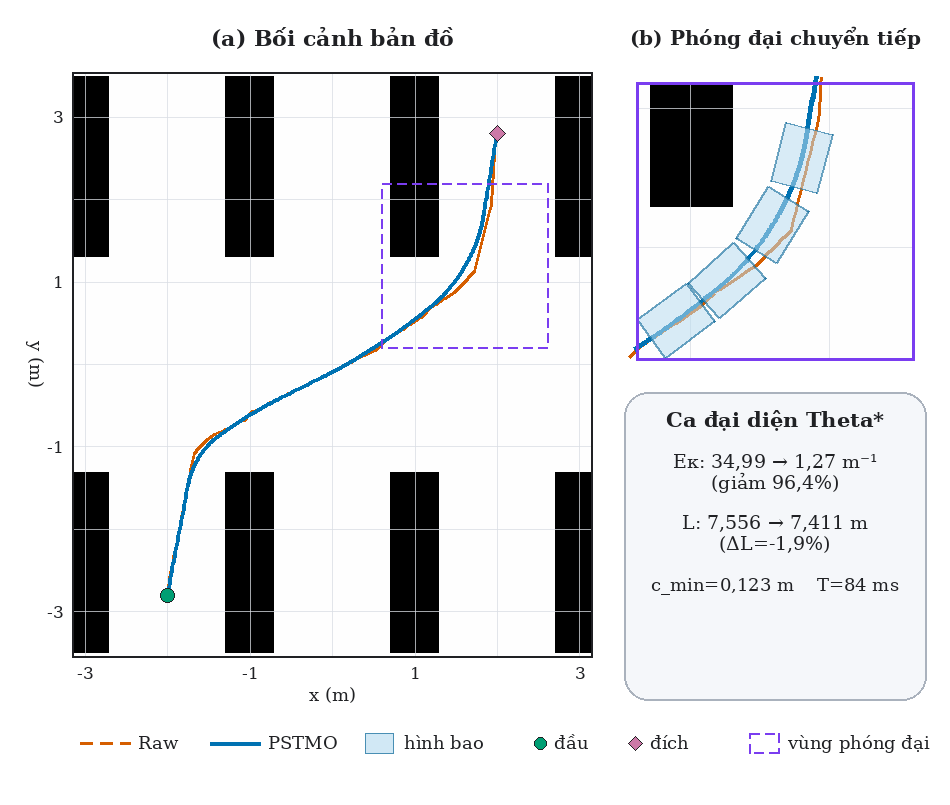 (a) Bối cảnh bản đồ
(b) Phóng đại chuyển tiếp
3
1
-1
-3
y (m)
-3
-1
1
3
x (m)
Ca đại diện Theta*
Eκ: 34,99 → 1,27 m⁻¹
(giảm 96,4%)
L: 7,556 → 7,411 m
(ΔL=-1,9%)
c_min=0,123 m T=84 ms
Raw
PSTMO
hình bao
đầu
đích
vùng phóng đại